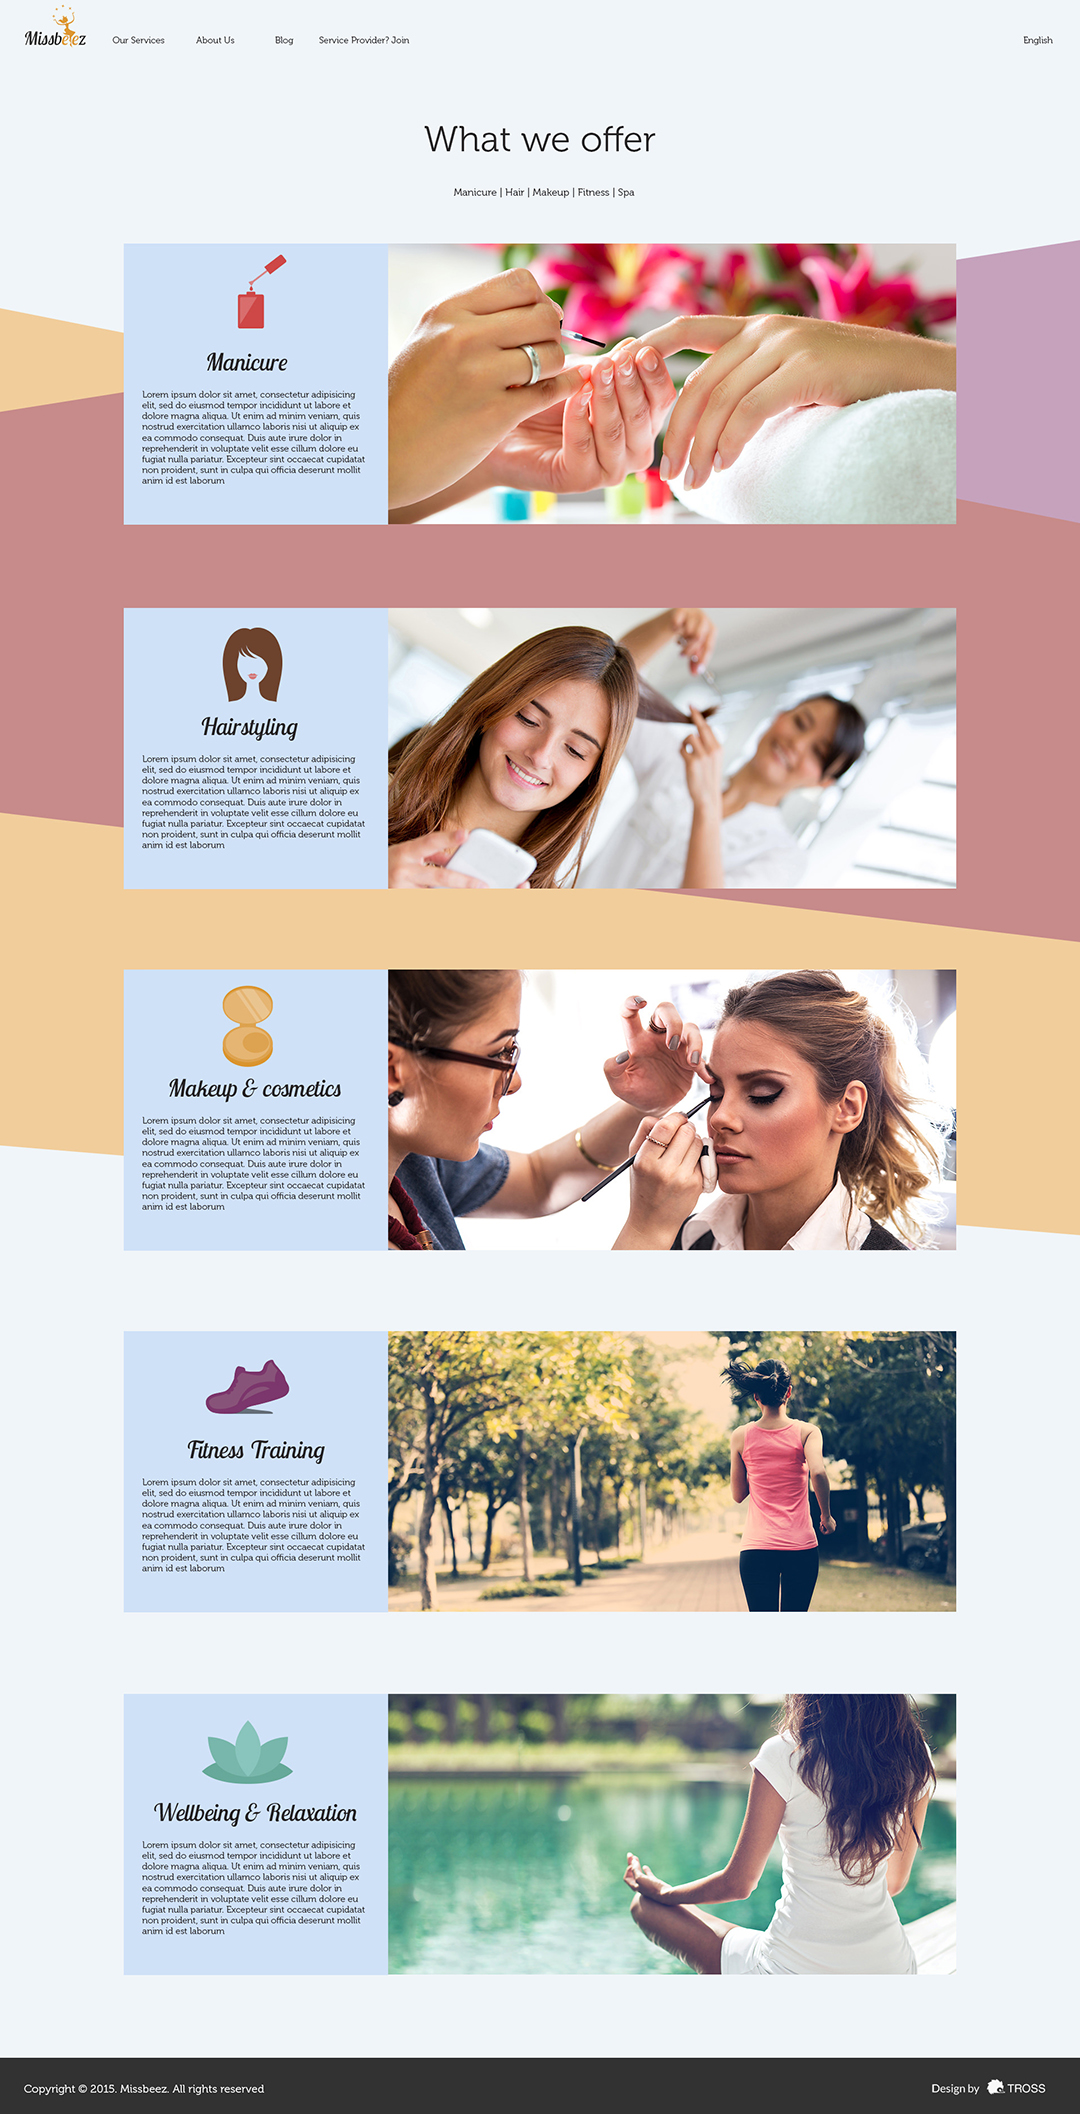 Missbeez
Our Services About Us Blog Service Provider? Join English
What we offer
Manicure | Hair | Makeup | Fitness | Spa
Manicure
Lorem ipsum dolor sit amet, consectetur adipisicing
elit, sed do eiusmod tempor incididunt ut labore et
dolore magna aliqua. Ut enim ad minim veniam, quis
nostrud exercitation ullamco laboris nisi ut aliquip ex
ea commodo consequat. Duis aute irure dolor in
reprehenderit in voluptate velit esse cillum dolore eu
fugiat nulla pariatur. Excepteur sint occaecat cupidatat
non proident, sunt in culpa qui officia deserunt mollit
anim id est laborum
Hairstyling
Lorem ipsum dolor sit amet, consectetur adipisicing
elit, sed do eiusmod tempor incididunt ut labore et
dolore magna aliqua. Ut enim ad minim veniam, quis
nostrud exercitation ullamco laboris nisi ut aliquip ex
ea commodo consequat. Duis aute irure dolor in
reprehenderit in voluptate velit esse cillum dolore eu
fugiat nulla pariatur. Excepteur sint occaecat cupidatat
non proident, sunt in culpa qui officia deserunt mollit
anim id est laborum
Makeup & cosmetics
Lorem ipsum dolor sit amet, consectetur adipisicing
elit, sed do eiusmod tempor incididunt ut labore et
dolore magna aliqua. Ut enim ad minim veniam, quis
nostrud exercitation ullamco laboris nisi ut aliquip ex
ea commodo consequat. Duis aute irure dolor in
reprehenderit in voluptate velit esse cillum dolore eu
fugiat nulla pariatur. Excepteur sint occaecat cupidatat
non proident, sunt in culpa qui officia deserunt mollit
anim id est laborum
Fitness Training
Lorem ipsum dolor sit amet, consectetur adipisicing
elit, sed do eiusmod tempor incididunt ut labore et
dolore magna aliqua. Ut enim ad minim veniam, quis
nostrud exercitation ullamco laboris nisi ut aliquip ex
ea commodo consequat. Duis aute irure dolor in
reprehenderit in voluptate velit esse cillum dolore eu
fugiat nulla pariatur. Excepteur sint occaecat cupidatat
non proident, sunt in culpa qui officia deserunt mollit
anim id est laborum
Wellbeing & Relaxation
Lorem ipsum dolor sit amet, consectetur adipisicing
elit, sed do eiusmod tempor incididunt ut labore et
dolore magna aliqua. Ut enim ad minim veniam, quis
nostrud exercitation ullamco laboris nisi ut aliquip ex
ea commodo consequat. Duis aute irure dolor in
reprehenderit in voluptate velit esse cillum dolore eu
fugiat nulla pariatur. Excepteur sint occaecat cupidatat
non proident, sunt in culpa qui officia deserunt mollit
anim id est laborum
Copyright © 2015. Missbeez. All rights reserved Design by TROSS